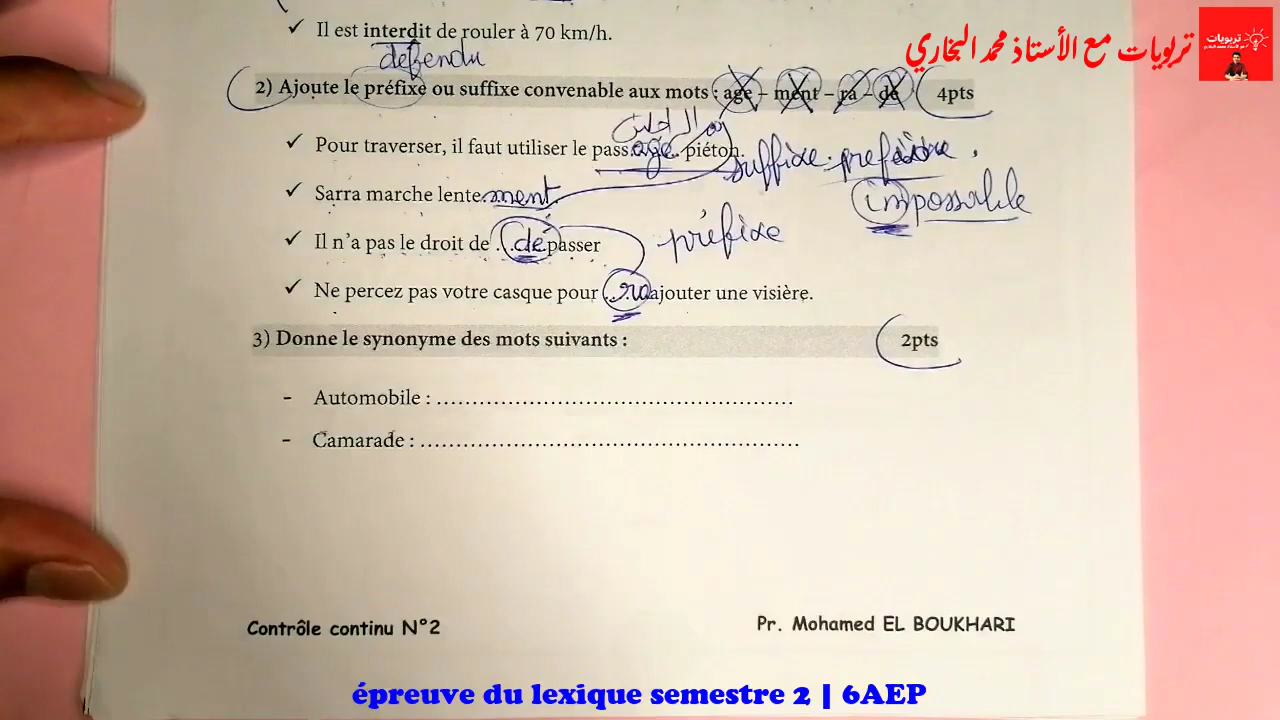 ✓ Il est interdit de rouler à 70 km/h.
défendu
تربويات مع الأستاذ محمد البخاري
تربويات
2) Ajoute le préfixe ou suffixe convenable aux mots : age – ment – ra – dé 4pts
✓ Pour traverser, il faut utiliser le passage piéton.
suffixe. prefixe
✓ Sarra marche lentement
impossible
✓ Il n’a pas le droit de dépasser
préfixe
✓ Ne percez pas votre casque pour ra ajouter une visière.
3) Donne le synonyme des mots suivants : 2pts
- Automobile : ……………………………………………
- Camarade : ………………………………………………
Contrôle continu N°2 Pr. Mohamed EL BOUKHARI
épreuve du lexique semestre 2 | 6AEP